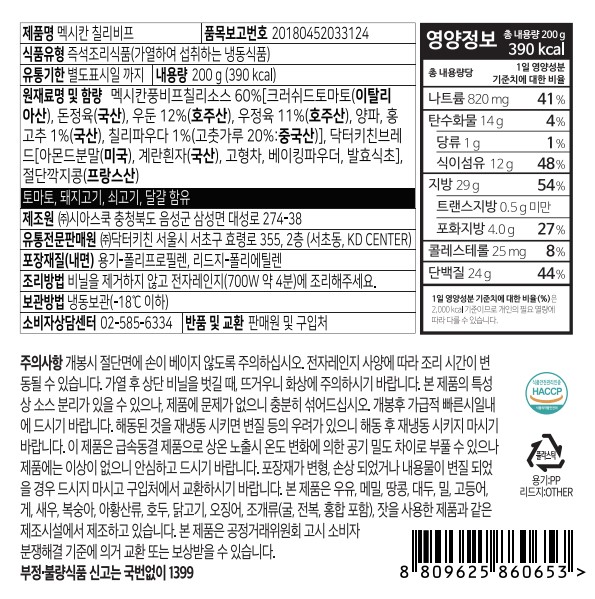 제품명 멕시칸 칠리비프 품목보고번호 20180452033124
식품유형 즉석조리식품(가열하여 섭취하는 냉동식품)
유통기한 별도표시일 까지 내용량 200 g (390 kcal)
원재료명 및 함량 멕시칸풍비프칠리소스 60%[크러쉬드토마토(이탈리
아산), 돈정육(국산), 우둔 12%(호주산), 우정육 11%(호주산), 양파, 홍
고추 1%(국산), 칠리파우다 1%(고춧가루 20%:중국산)], 닥터키친브레
드[아몬드분말(미국), 계란흰자(국산), 고형차, 베이킹파우더, 발효식초],
절단깍지콩(프랑스산)
토마토, 돼지고기, 쇠고기, 달걀 함유
제조원 ㈜시아스쿡 충청북도 음성군 삼성면 대성로 274-38
유통전문판매원 ㈜닥터키친 서울시 서초구 효령로 355, 2층 (서초동, KD CENTER)
포장재질(내면) 용기-폴리프로필렌, 리드지-폴리에틸렌
조리방법 비닐을 제거하지 않고 전자레인지(700W 약 4분)에 조리해주세요.
보관방법 냉동보관(-18℃ 이하)
소비자상담센터 02-585-6334 반품 및 교환 판매원 및 구입처
영양정보 총 내용량 200 g
390 kcal
총 내용량당 1일 영양성분
기준치에 대한 비율
나트륨 820 mg 41%
탄수화물 14 g 4%
당류 1 g 1%
식이섬유 12 g 48%
지방 29 g 54%
트랜스지방 0.5 g 미만
포화지방 4.0 g 27%
콜레스테롤 25 mg 8%
단백질 24 g 44%
1일 영양성분 기준치에 대한 비율(%)은
2,000 kcal 기준이므로 개인의 필요 열량에
따라 다를 수 있습니다.
주의사항 개봉시 절단면에 손이 베이지 않도록 주의하십시오. 전자레인지 사양에 따라 조리 시간이 변
동될 수 있습니다. 가열 후 상단 비닐을 벗길 때, 뜨거우니 화상에 주의하시기 바랍니다. 본 제품의 특성
상 소스 분리가 있을 수 있으나, 제품에 문제가 없으니 충분히 섞어드십시오. 개봉후 가급적 빠른시일내
에 드시기 바랍니다. 해동된 것을 재냉동 시키면 변질 등의 우려가 있으니 해동 후 재냉동 시키지 마시기
바랍니다. 이 제품은 급속동결 제품으로 상온 노출시 온도 변화에 의한 공기 밀도 차이로 부풀 수 있으나
제품에는 이상이 없으니 안심하고 드시기 바랍니다. 포장재가 변형, 손상 되었거나 내용물이 변질 되었
을 경우 드시지 마시고 구입처에서 교환하시기 바랍니다. 본 제품은 우유, 메밀, 땅콩, 대두, 밀, 고등어,
게, 새우, 복숭아, 아황산류, 호두, 닭고기, 오징어, 조개류(굴, 전복, 홍합 포함), 잣을 사용한 제품과 같은
제조시설에서 제조하고 있습니다. 본 제품은 공정거래위원회 고시 소비자
분쟁해결 기준에 의거 교환 또는 보상받을 수 있습니다.
부정·불량식품 신고는 국번없이 1399
HACCP
플라스틱
용기:PP
리드지:OTHER
8 809625 860653 >